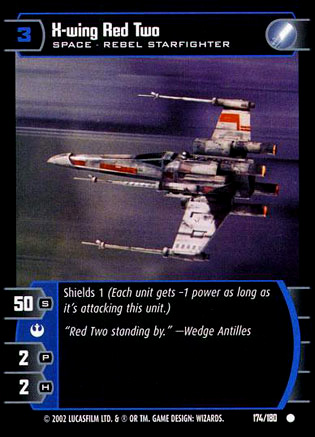 3
X-wing Red Two
SPACE · REBEL STARFIGHTER
50 S
Shields 1 (Each unit gets -1 power as long as
it's attacking this unit.)
"Red Two standing by." —Wedge Antilles
2 P
2 H
© 2002 LUCASFILM LTD. & ® OR TM. GAME DESIGN: WIZARDS.
174/180